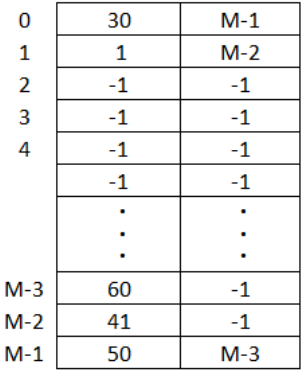 0 30 M-1
1 1 M-2
2 -1 -1
3 -1 -1
4 -1 -1
-1 -1
. .
. .
. .
M-3 60 -1
M-2 41 -1
M-1 50 M-3